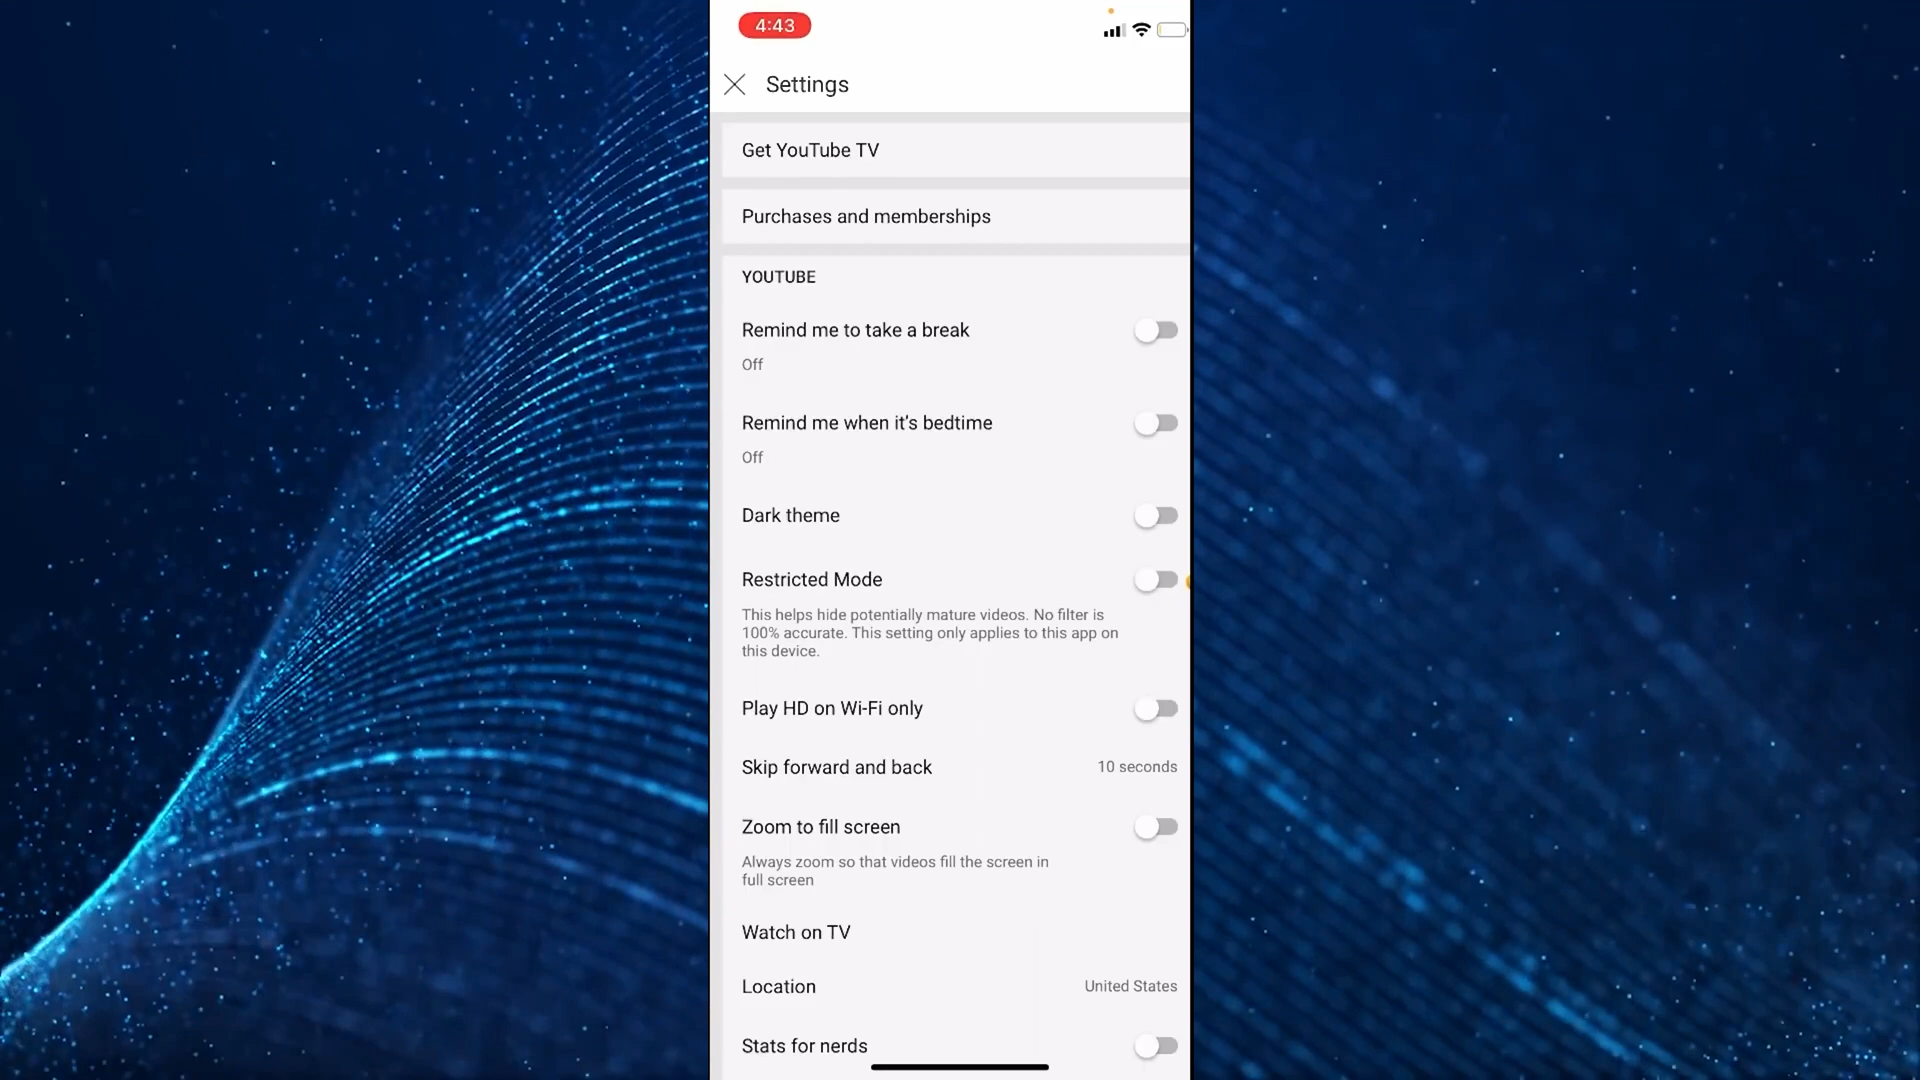 4:43
Settings
Get YouTube TV
Purchases and memberships
YOUTUBE
Remind me to take a break
Off
Remind me when it's bedtime
Off
Dark theme
Restricted Mode
This helps hide potentially mature videos. No filter is
100% accurate. This setting only applies to this app on
this device.
Play HD on Wi-Fi only
Skip forward and back 10 seconds
Zoom to fill screen
Always zoom so that videos fill the screen in
full screen
Watch on TV
Location United States
Stats for nerds